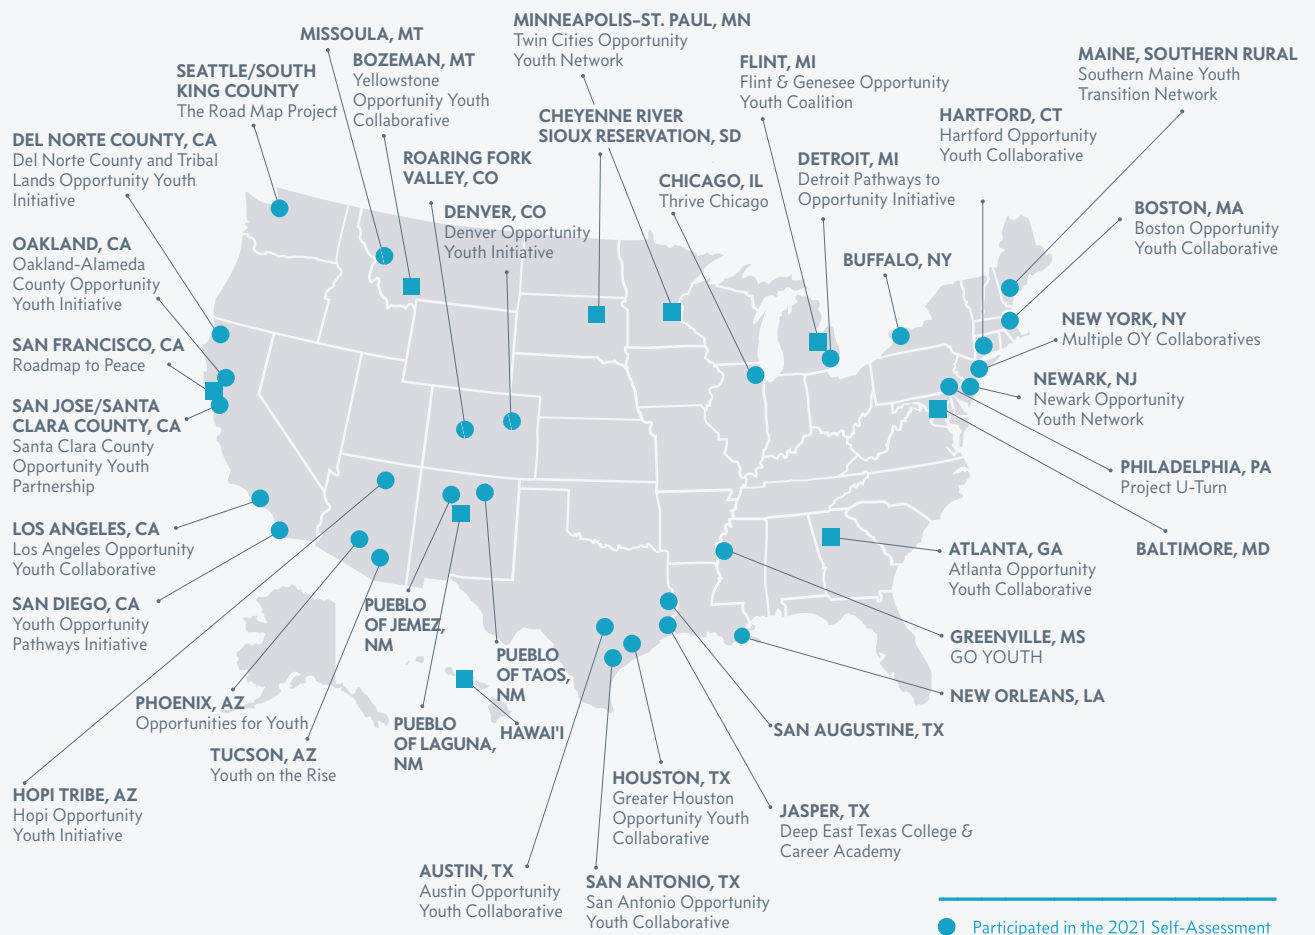 MISSOULA, MT
BOZEMAN, MT
Yellowstone
Opportunity Youth
Collaborative
MINNEAPOLIS–ST. PAUL, MN
Twin Cities Opportunity
Youth Network
SEATTLE/SOUTH
KING COUNTY
The Road Map Project
FLINT, MI
Flint & Genesee Opportunity
Youth Coalition
MAINE, SOUTHERN RURAL
Southern Maine Youth
Transition Network
CHEYENNE RIVER
SIOUX RESERVATION, SD
HARTFORD, CT
Hartford Opportunity
Youth Collaborative
DEL NORTE COUNTY, CA
Del Norte County and Tribal
Lands Opportunity Youth
Initiative
ROARING FORK
VALLEY, CO
DENVER, CO
Denver Opportunity
Youth Initiative
CHICAGO, IL
Thrive Chicago
DETROIT, MI
Detroit Pathways to
Opportunity Initiative
BOSTON, MA
Boston Opportunity
Youth Collaborative
OAKLAND, CA
Oakland-Alameda
County Opportunity
Youth Initiative
BUFFALO, NY
NEW YORK, NY
Multiple OY Collaboratives
SAN FRANCISCO, CA
Roadmap to Peace
NEWARK, NJ
Newark Opportunity
Youth Network
SAN JOSE/SANTA
CLARA COUNTY, CA
Santa Clara County
Opportunity Youth
Partnership
PHILADELPHIA, PA
Project U-Turn
LOS ANGELES, CA
Los Angeles Opportunity
Youth Collaborative
BALTIMORE, MD
ATLANTA, GA
Atlanta Opportunity
Youth Collaborative
SAN DIEGO, CA
Youth Opportunity
Pathways Initiative
PUEBLO
OF JEMEZ,
NM
GREENVILLE, MS
GO YOUTH
PUEBLO
OF TAOS,
NM
NEW ORLEANS, LA
PHOENIX, AZ
Opportunities for Youth
PUEBLO
OF LAGUNA,
NM
HAWAI'I
SAN AUGUSTINE, TX
TUCSON, AZ
Youth on the Rise
HOPI TRIBE, AZ
Hopi Opportunity
Youth Initiative
HOUSTON, TX
Greater Houston
Opportunity Youth
Collaborative
JASPER, TX
Deep East Texas College &
Career Academy
AUSTIN, TX
Austin Opportunity
Youth Collaborative
SAN ANTONIO, TX
San Antonio Opportunity
Youth Collaborative
Participated in the 2021 Self-Assessment